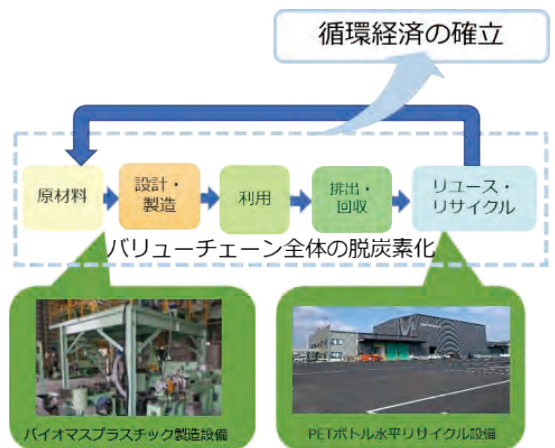 循環経済の確立
原材料
設計・
製造
利用
排出・
回収
リユース・
リサイクル
バリューチェーン全体の脱炭素化
バイオマスプラスチック製造設備
PETボトル水平リサイクル設備